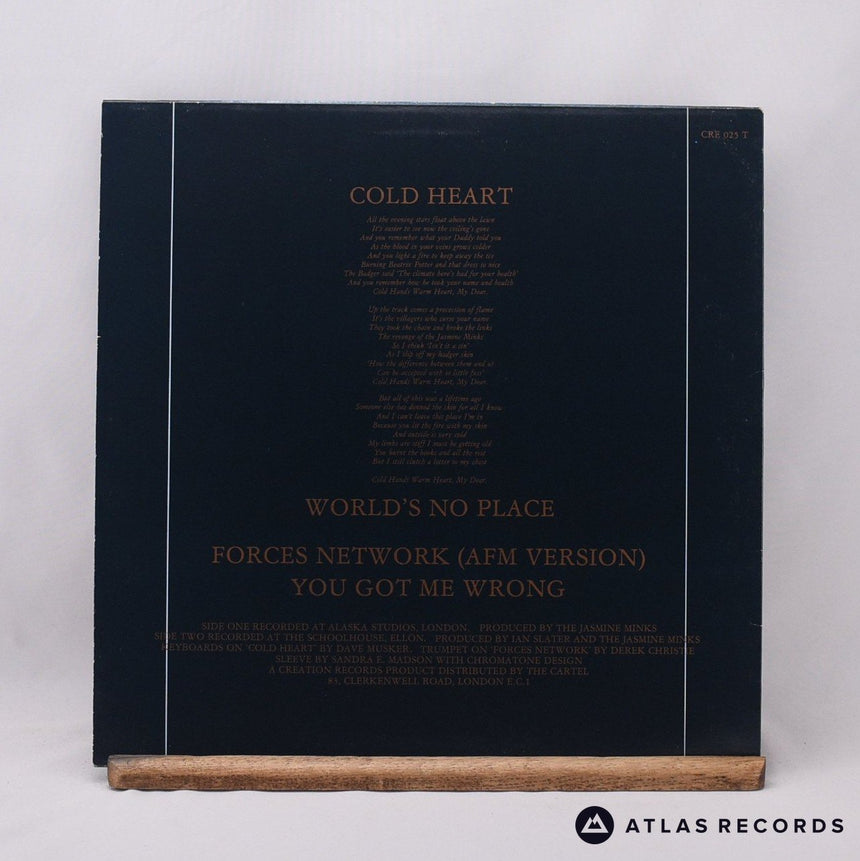 CRE 025 T
COLD HEART
All the evening stars float above the lawn
It's easier to see now the ceiling's gone
And you remember what your Daddy told you
As the blood in your veins grows colder
And you light a fire to keep away the ice
Burning Beatrix Potter and that dress so nice
The Badger said 'The climate here's bad for your health'
And you remember how he took your name and health
Cold Hands Warm Heart, My Dear.
Up the track comes a procession of flame
It's the villagers who curse your name
They took the chain and broke the links
The revenge of the Jasmine Minks
So I think 'Isn't it a sin'
As I slip off my badger skin
'How the difference between them and u?
Can be accepted with so little fuss'
Cold Hands Warm Heart, My Dear.
But all of this was a lifetime ago
Someone else has donned the skin for all I know
And I can't leave this place I'm in
Because you lit the fire with my skin
And outside is very cold
My limbs are stiff I must be getting old
You burnt the books and all the rest
But I still clutch a letter to my chest
Cold Hands Warm Heart, My Dear.
WORLD'S NO PLACE
FORCES NETWORK (AFM VERSION)
YOU GOT ME WRONG
SIDE ONE RECORDED AT ALASKA STUDIOS, LONDON. PRODUCED BY THE JASMINE MINKS
SIDE TWO RECORDED AT THE SCHOOLHOUSE, ELLON. PRODUCED BY IAN SLATER AND THE JASMINE MINKS
KEYBOARDS ON 'COLD HEART' BY DAVE MUSKER. TRUMPET ON 'FORCES NETWORK' BY DEREK CHRISTIE
SLEEVE BY SANDRA E. MADSON WITH CHROMATONE DESIGN
A CREATION RECORDS PRODUCT DISTRIBUTED BY THE CARTEL
83, CLERKENWELL ROAD, LONDON E.C.1
ATLAS RECORDS